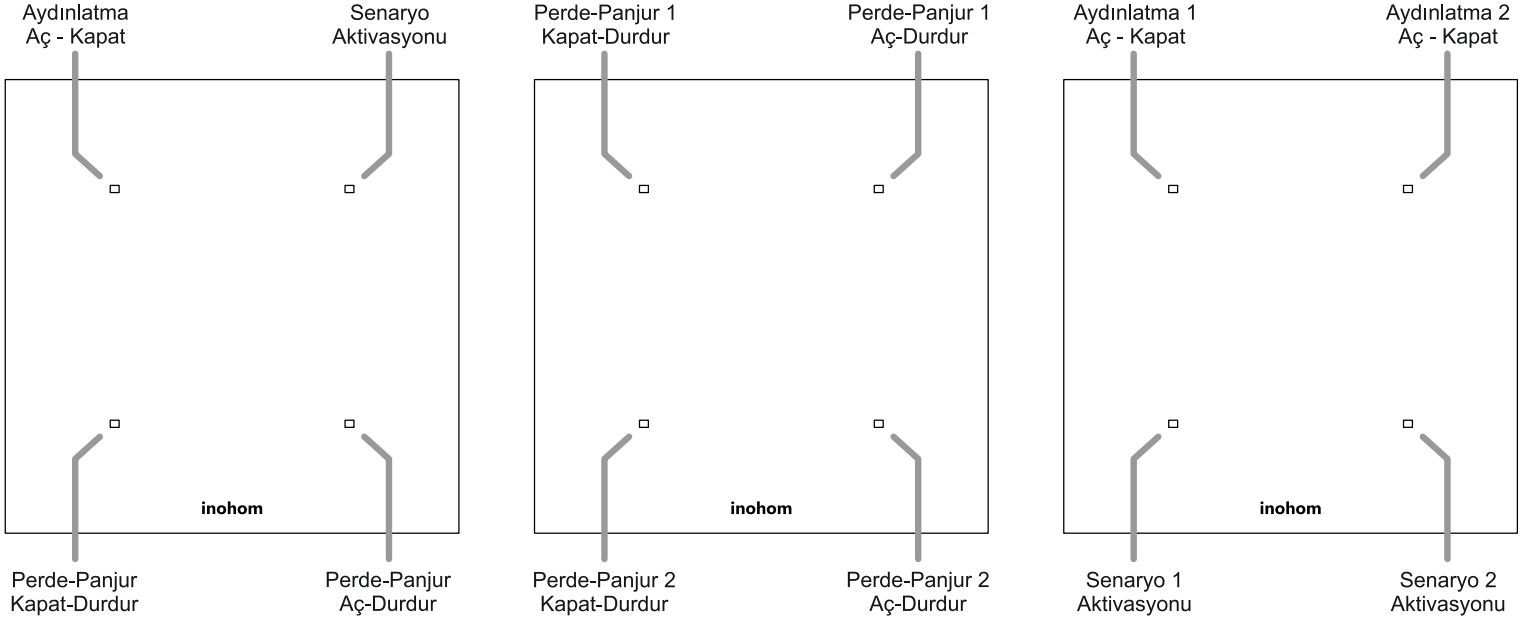 Aydınlatma
Aç - Kapat
Senaryo
Aktivasyonu
inohom
Perde-Panjur
Kapat-Durdur
Perde-Panjur
Aç-Durdur
Perde-Panjur 1
Kapat-Durdur
Perde-Panjur 1
Aç-Durdur
inohom
Perde-Panjur 2
Kapat-Durdur
Perde-Panjur 2
Aç-Durdur
Aydınlatma 1
Aç - Kapat
Aydınlatma 2
Aç - Kapat
inohom
Senaryo 1
Aktivasyonu
Senaryo 2
Aktivasyonu